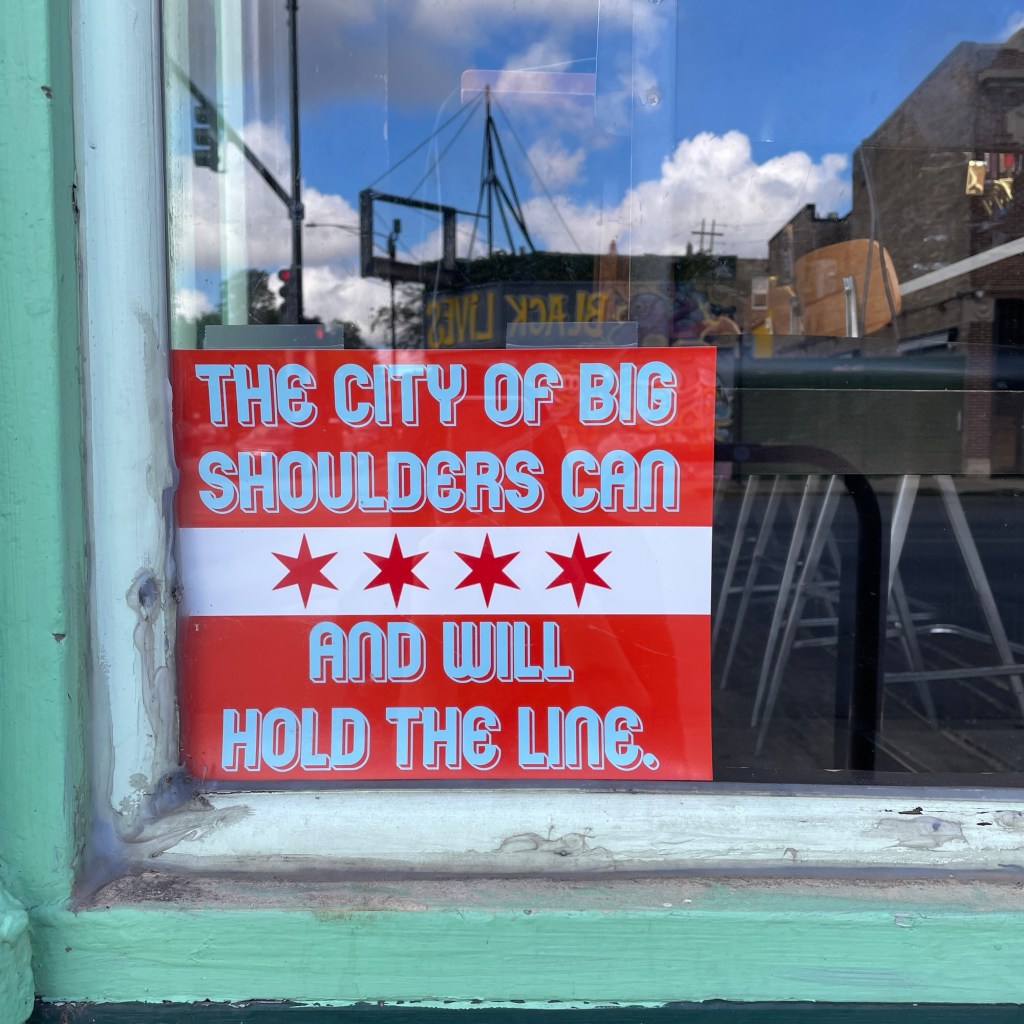 BLACK LIVES
THE CITY OF BIG
SHOULDERS CAN
AND WILL
HOLD THE LINE.